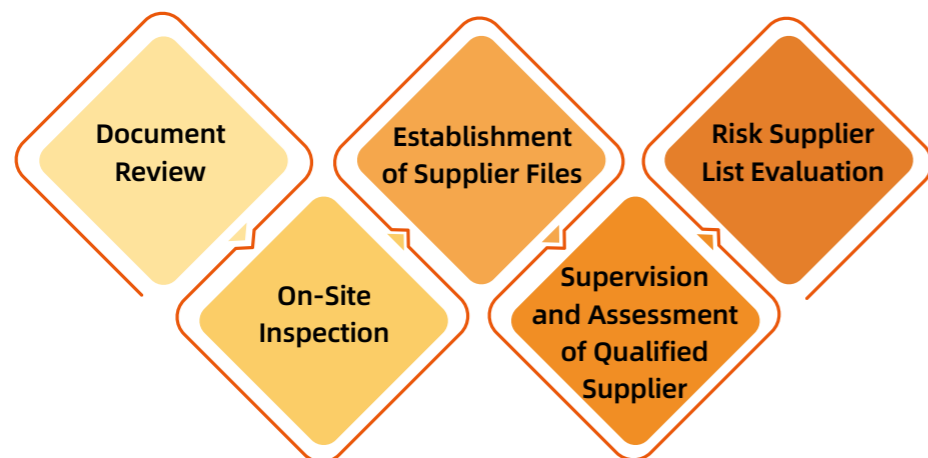 Document
Review
On-Site
Inspection
Establishment
of Supplier Files
Supervision
and Assessment
of Qualified
Supplier
Risk Supplier
List Evaluation